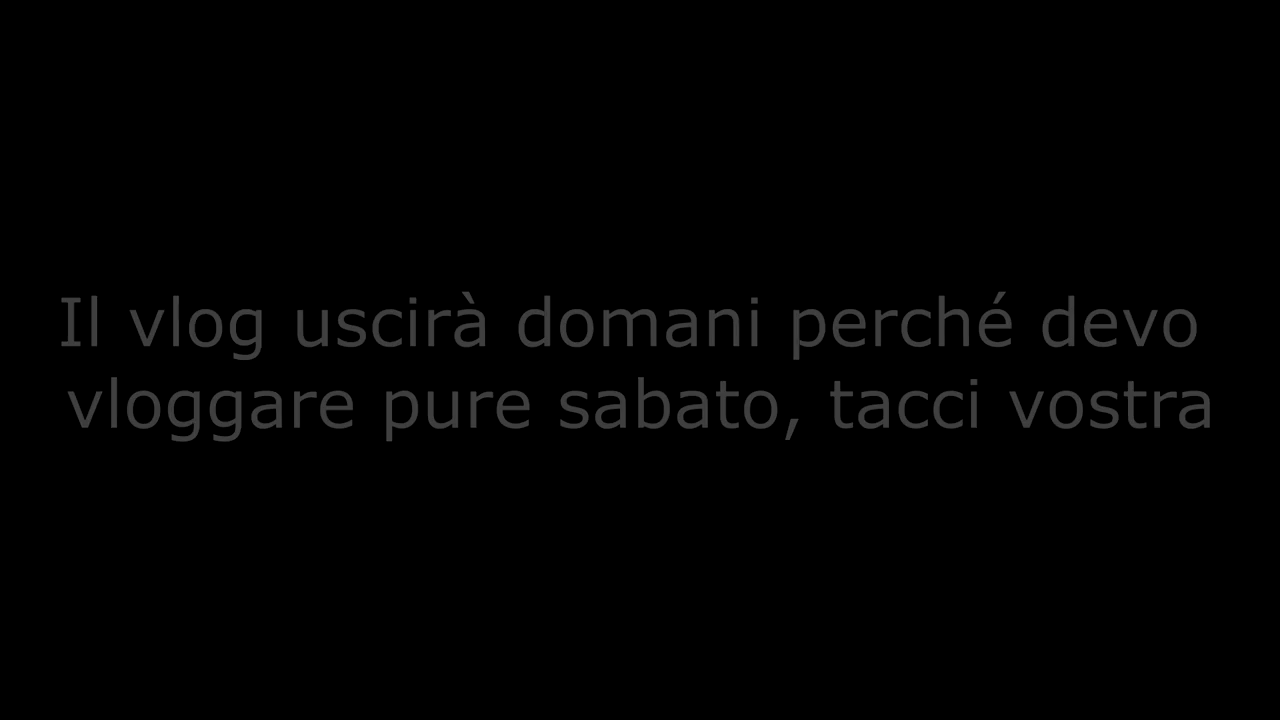 Il vlog uscirà domani perché devo
vloggare pure sabato, tacci vostra